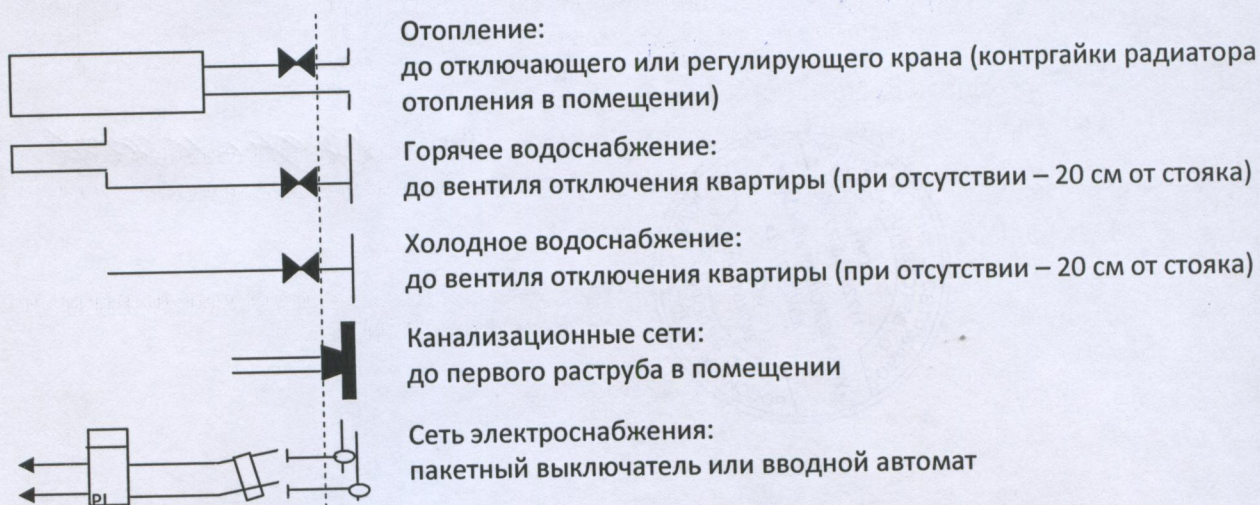 Отопление:
до отключающего или регулирующего крана (контргайки радиатора
отопления в помещении)
Горячее водоснабжение:
до вентиля отключения квартиры (при отсутствии – 20 см от стояка)
Холодное водоснабжение:
до вентиля отключения квартиры (при отсутствии – 20 см от стояка)
Канализационные сети:
до первого раструба в помещении
Сеть электроснабжения:
пакетный выключатель или вводной автомат
PI